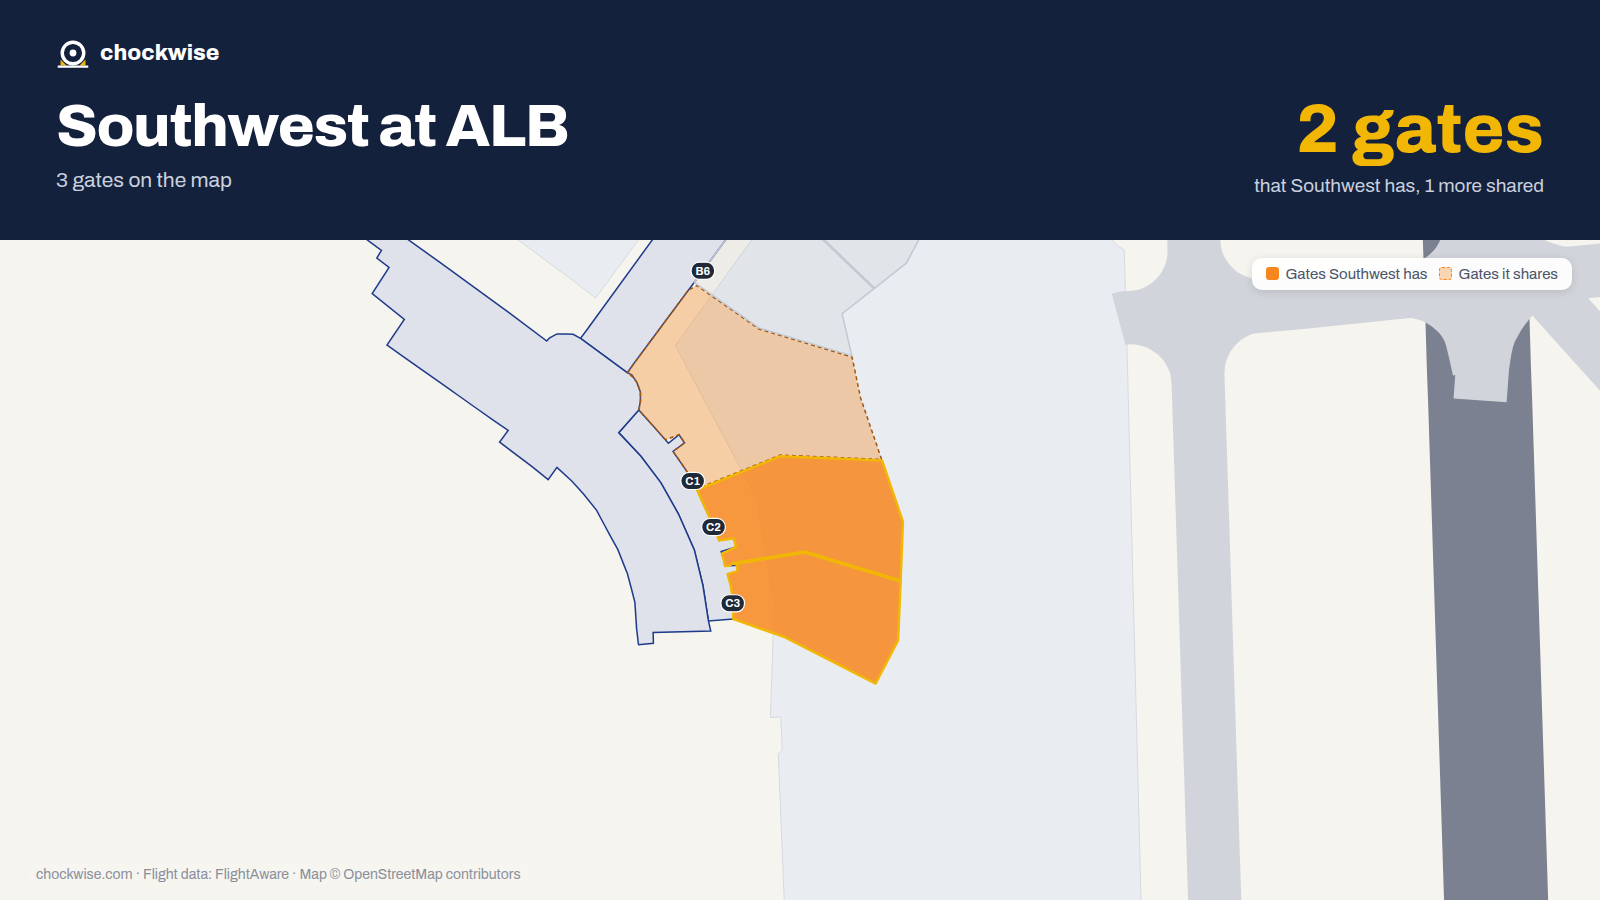 chockwise
Southwest at ALB
3 gates on the map
2 gates
that Southwest has, 1 more shared
Gates Southwest has
Gates it shares
B6
C1
C2
C3
chockwise.com · Flight data: FlightAware · Map © OpenStreetMap contributors